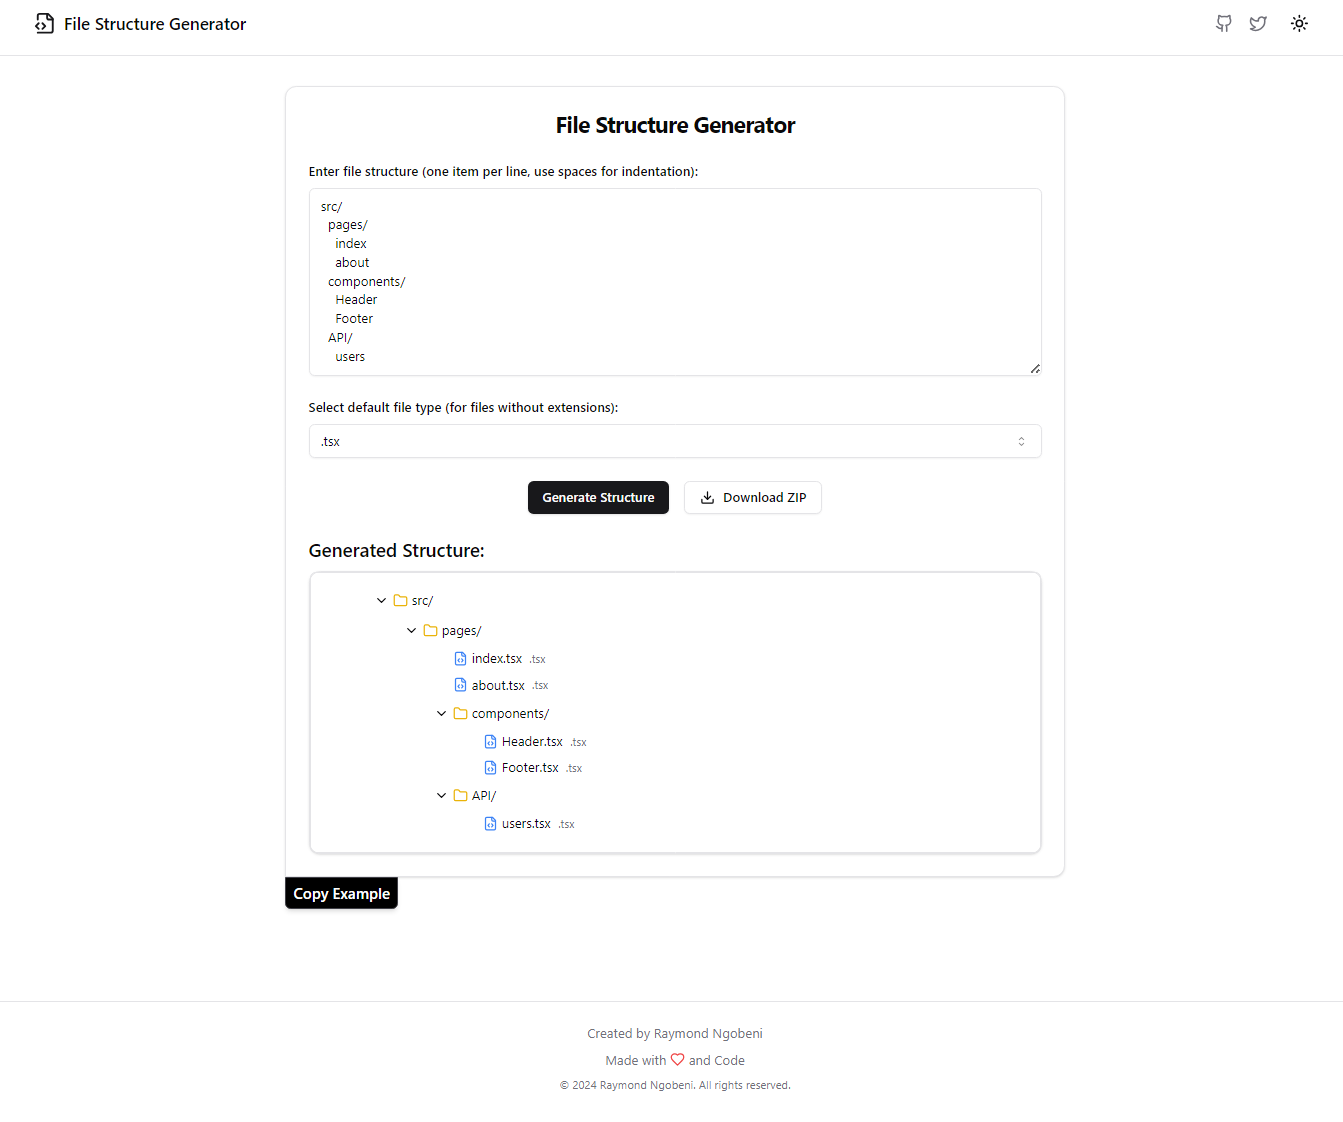 File Structure Generator
File Structure Generator
Enter file structure (one item per line, use spaces for indentation):
src/
pages/
index
about
components/
Header
Footer
API/
users
Select default file type (for files without extensions):
.tsx
Generate Structure
Download ZIP
Generated Structure:
src/
pages/
index.tsx .tsx
about.tsx .tsx
components/
Header.tsx .tsx
Footer.tsx .tsx
API/
users.tsx .tsx
Copy Example
Created by Raymond Ngobeni
Made with and Code
© 2024 Raymond Ngobeni. All rights reserved.